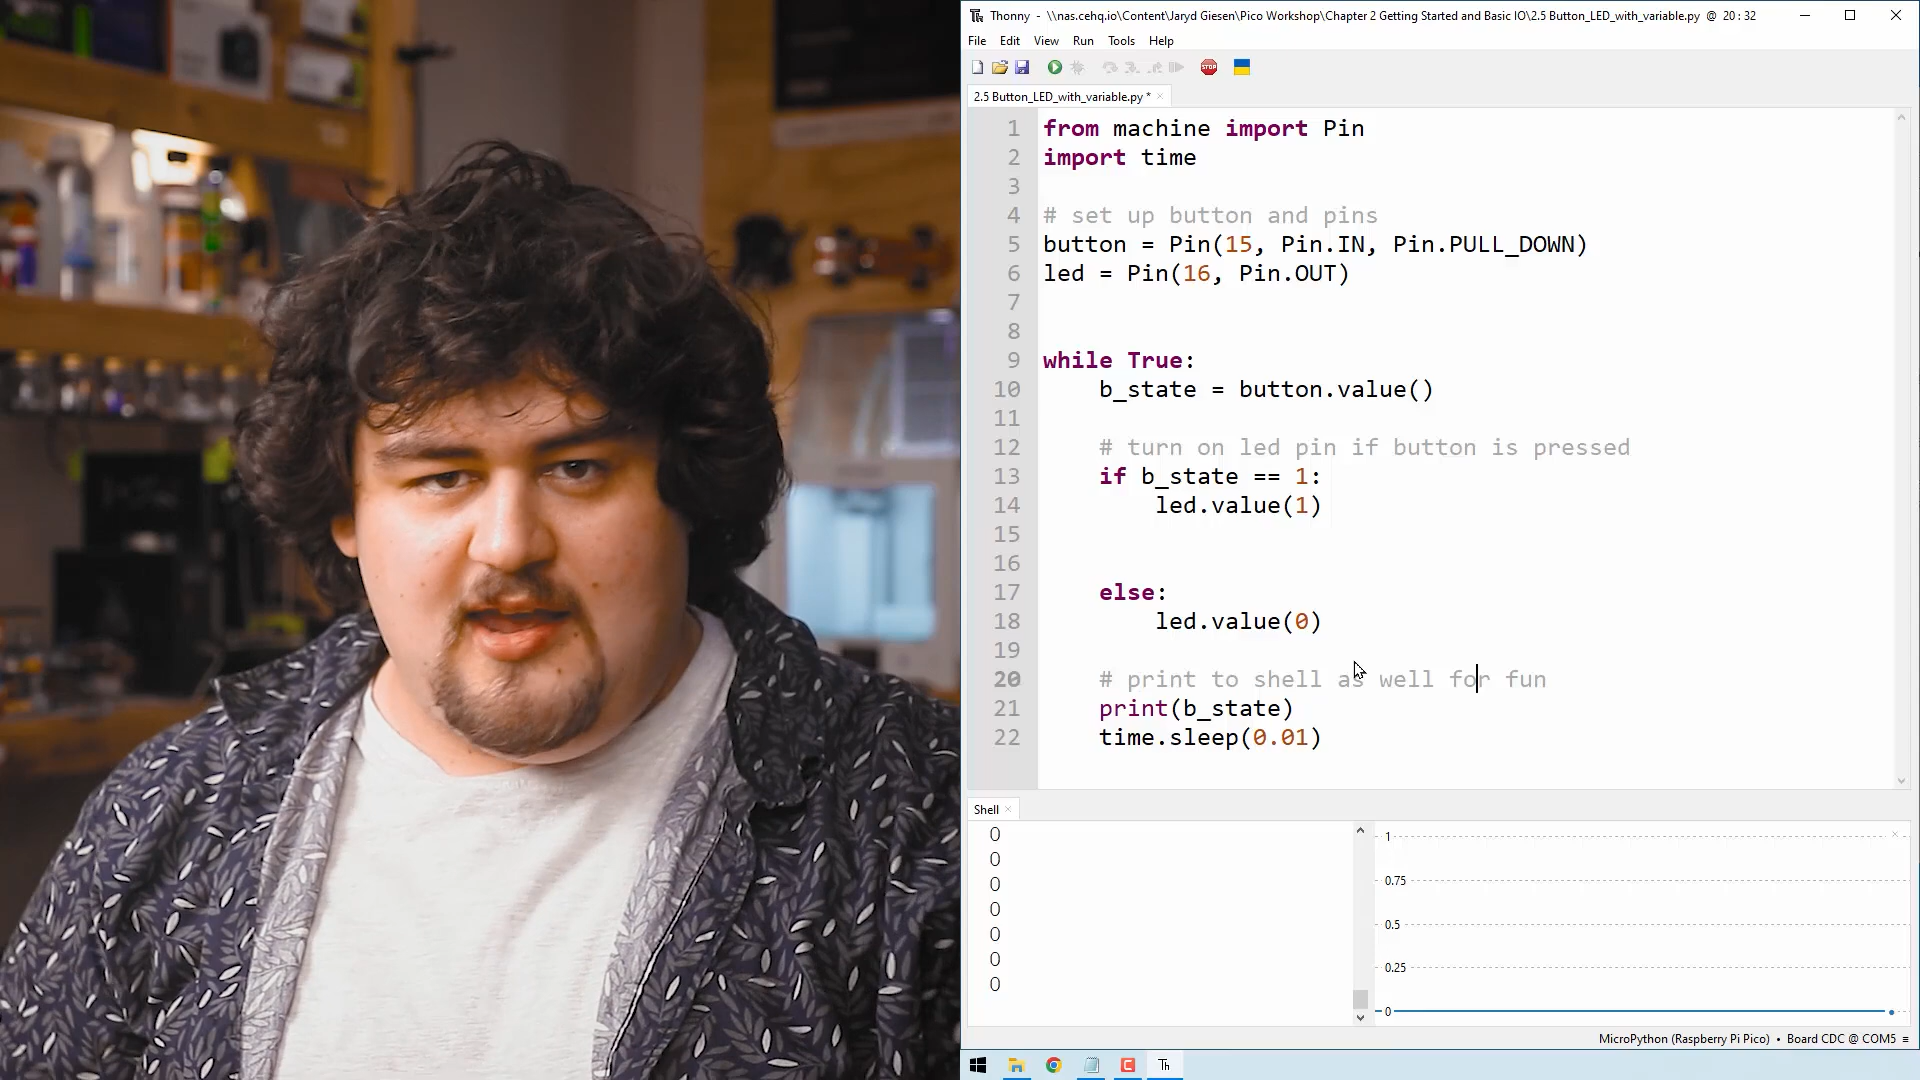 Thonny - \\nas.cehq.io\Content\Jaryd Giesen\Pico Workshop\Chapter 2 Getting Started and Basic IO\2.5 Button_LED_with_variable.py @ 20 : 32
File Edit View Run Tools Help
STOP
2.5 Button_LED_with_variable.py *
1 from machine import Pin
2 import time
3
4 # set up button and pins
5 button = Pin(15, Pin.IN, Pin.PULL_DOWN)
6 led = Pin(16, Pin.OUT)
7
8
9 while True:
10 b_state = button.value()
11
12 # turn on led pin if button is pressed
13 if b_state == 1:
14 led.value(1)
15
16
17 else:
18 led.value(0)
19
20 # print to shell as well for fun
21 print(b_state)
22 time.sleep(0.01)
Shell
0
0
0
0
0
0
0
1
0.75
0.5
0.25
0
MicroPython (Raspberry Pi Pico) • Board CDC @ COM5 ≡